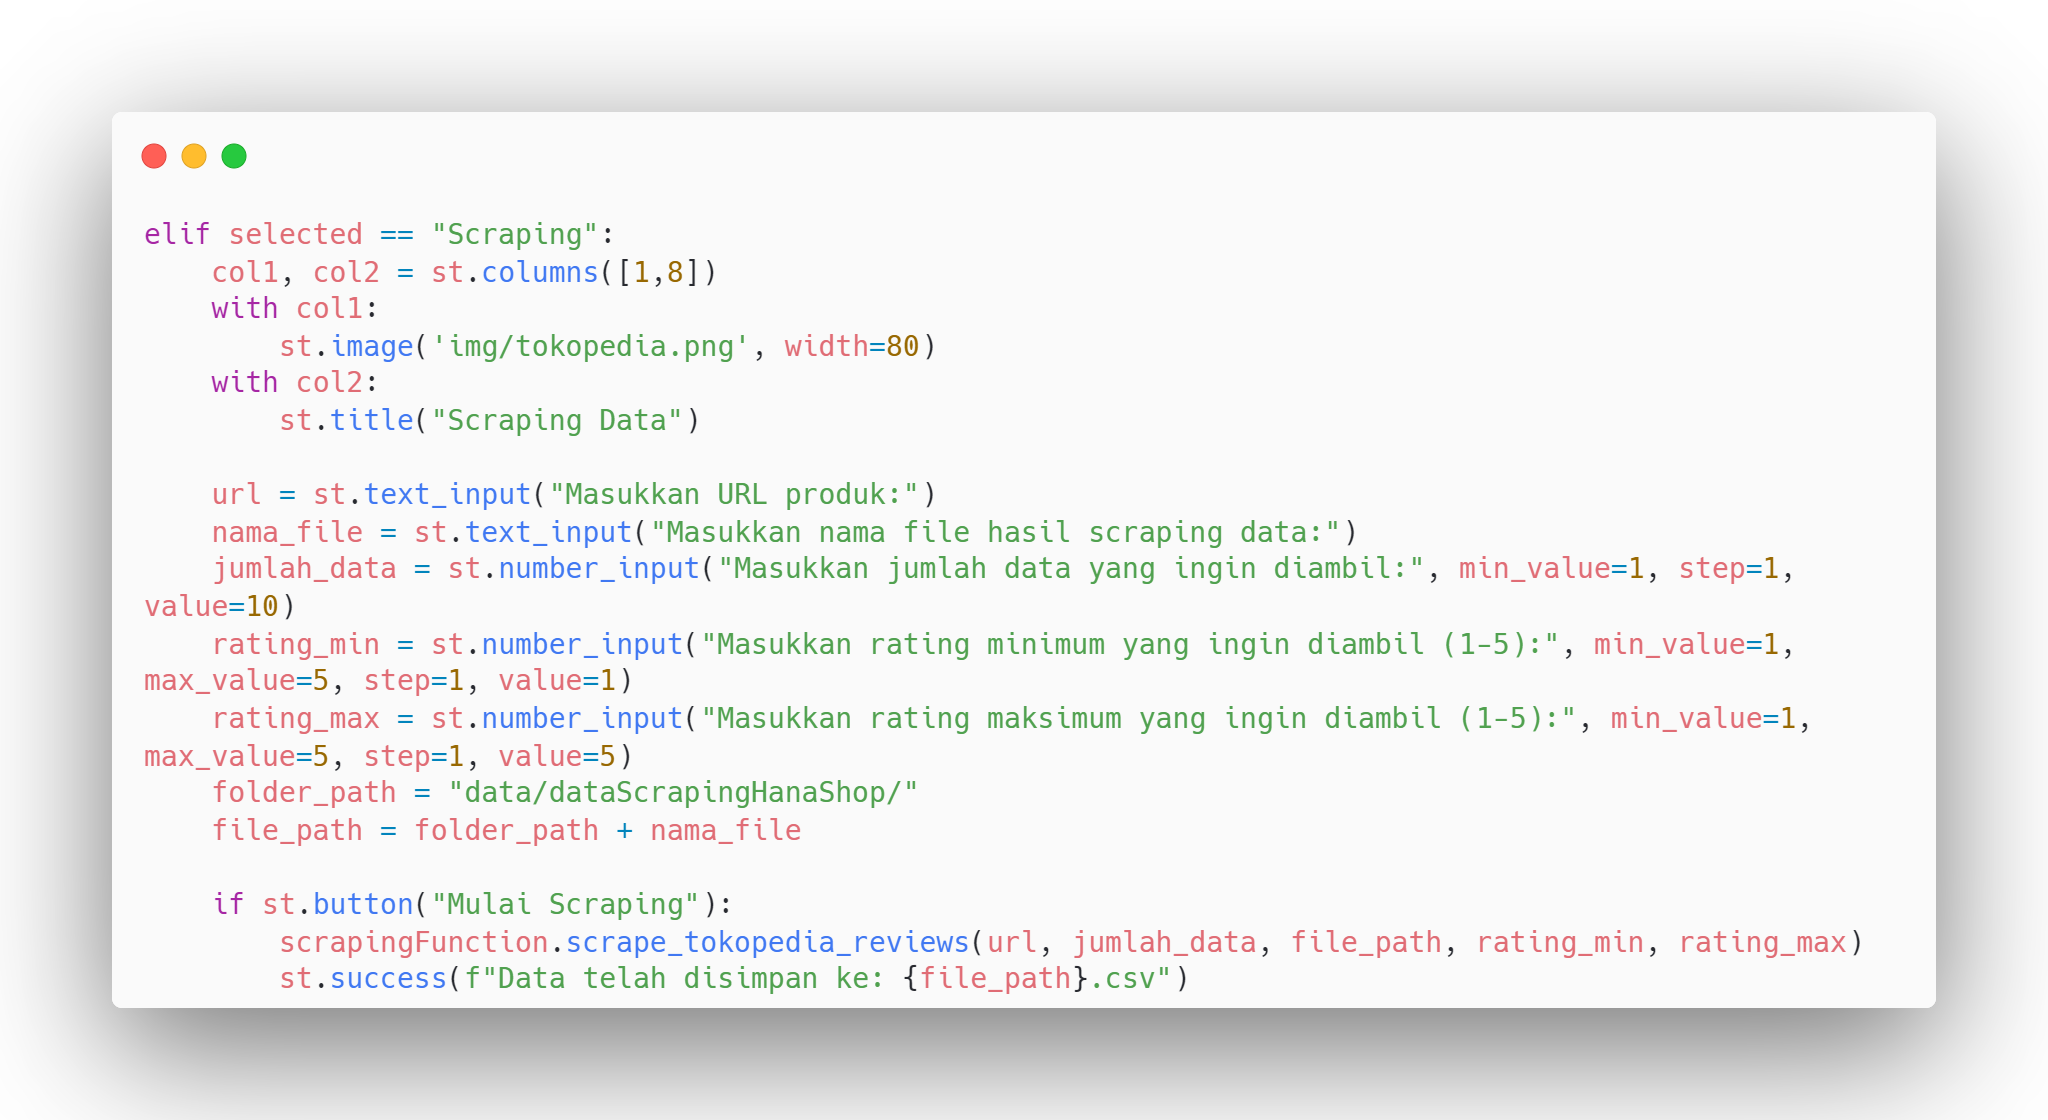 elif selected == "Scraping":
    col1, col2 = st.columns([1,8])
    with col1:
        st.image('img/tokopedia.png', width=80)
    with col2:
        st.title("Scraping Data")

    url = st.text_input("Masukkan URL produk:")
    nama_file = st.text_input("Masukkan nama file hasil scraping data:")
    jumlah_data = st.number_input("Masukkan jumlah data yang ingin diambil:", min_value=1, step=1,
value=10)
    rating_min = st.number_input("Masukkan rating minimum yang ingin diambil (1-5):", min_value=1,
max_value=5, step=1, value=1)
    rating_max = st.number_input("Masukkan rating maksimum yang ingin diambil (1-5):", min_value=1,
max_value=5, step=1, value=5)
    folder_path = "data/dataScrapingHanaShop/"
    file_path = folder_path + nama_file

    if st.button("Mulai Scraping"):
        scrapingFunction.scrape_tokopedia_reviews(url, jumlah_data, file_path, rating_min, rating_max)
        st.success(f"Data telah disimpan ke: {file_path}.csv")